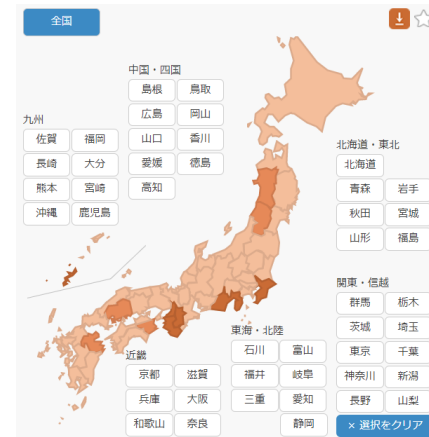 全国
中国・四国
島根 鳥取
広島 岡山
山口 香川
愛媛 徳島
高知
九州
佐賀 福岡
長崎 大分
熊本 宮崎
沖縄 鹿児島
北海道・東北
北海道
青森 岩手
秋田 宮城
山形 福島
関東・信越
群馬 栃木
茨城 埼玉
東京 千葉
神奈川 新潟
長野 山梨
東海・北陸
石川 富山
福井 岐阜
三重 愛知
静岡
近畿
京都 滋賀
兵庫 大阪
和歌山 奈良
× 選択をクリア